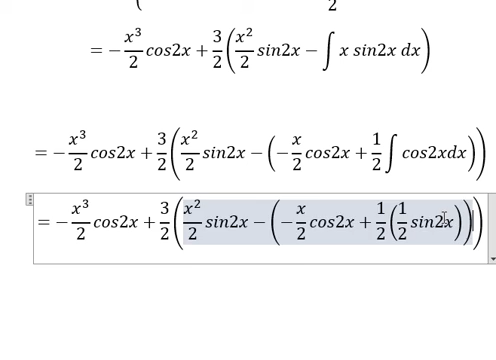 2
= −x³/2 cos2x + 3/2 (x²/2 sin2x − ∫ x sin2x dx)
= −x³/2 cos2x + 3/2 (x²/2 sin2x − (−x/2 cos2x + 1/2 ∫ cos2xdx))
= −x³/2 cos2x + 3/2 (x²/2 sin2x − (−x/2 cos2x + 1/2 (1/2 sin2x)))